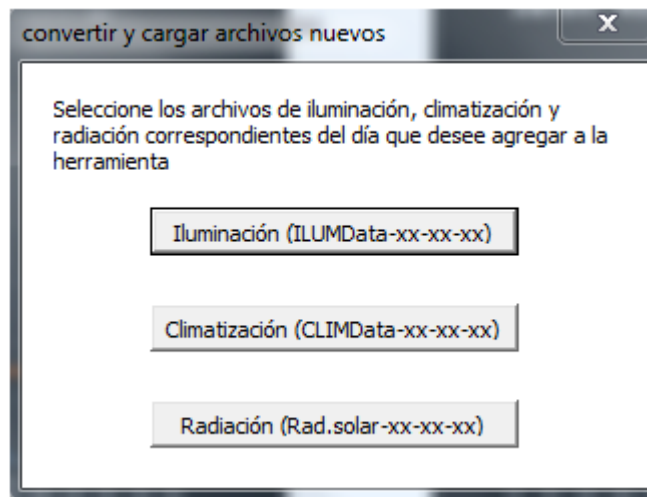 convertir y cargar archivos nuevos
Seleccione los archivos de iluminación, climatización y
radiación correspondientes del día que desee agregar a la
herramienta
Iluminación (ILUMData-xx-xx-xx)
Climatización (CLIMData-xx-xx-xx)
Radiación (Rad.solar-xx-xx-xx)